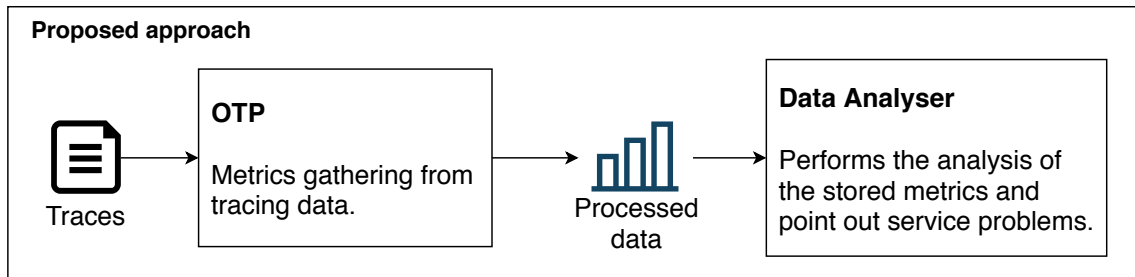 Proposed approach
Traces
OTP
Metrics gathering from
tracing data.
Processed
data
Data Analyser
Performs the analysis of
the stored metrics and
point out service problems.